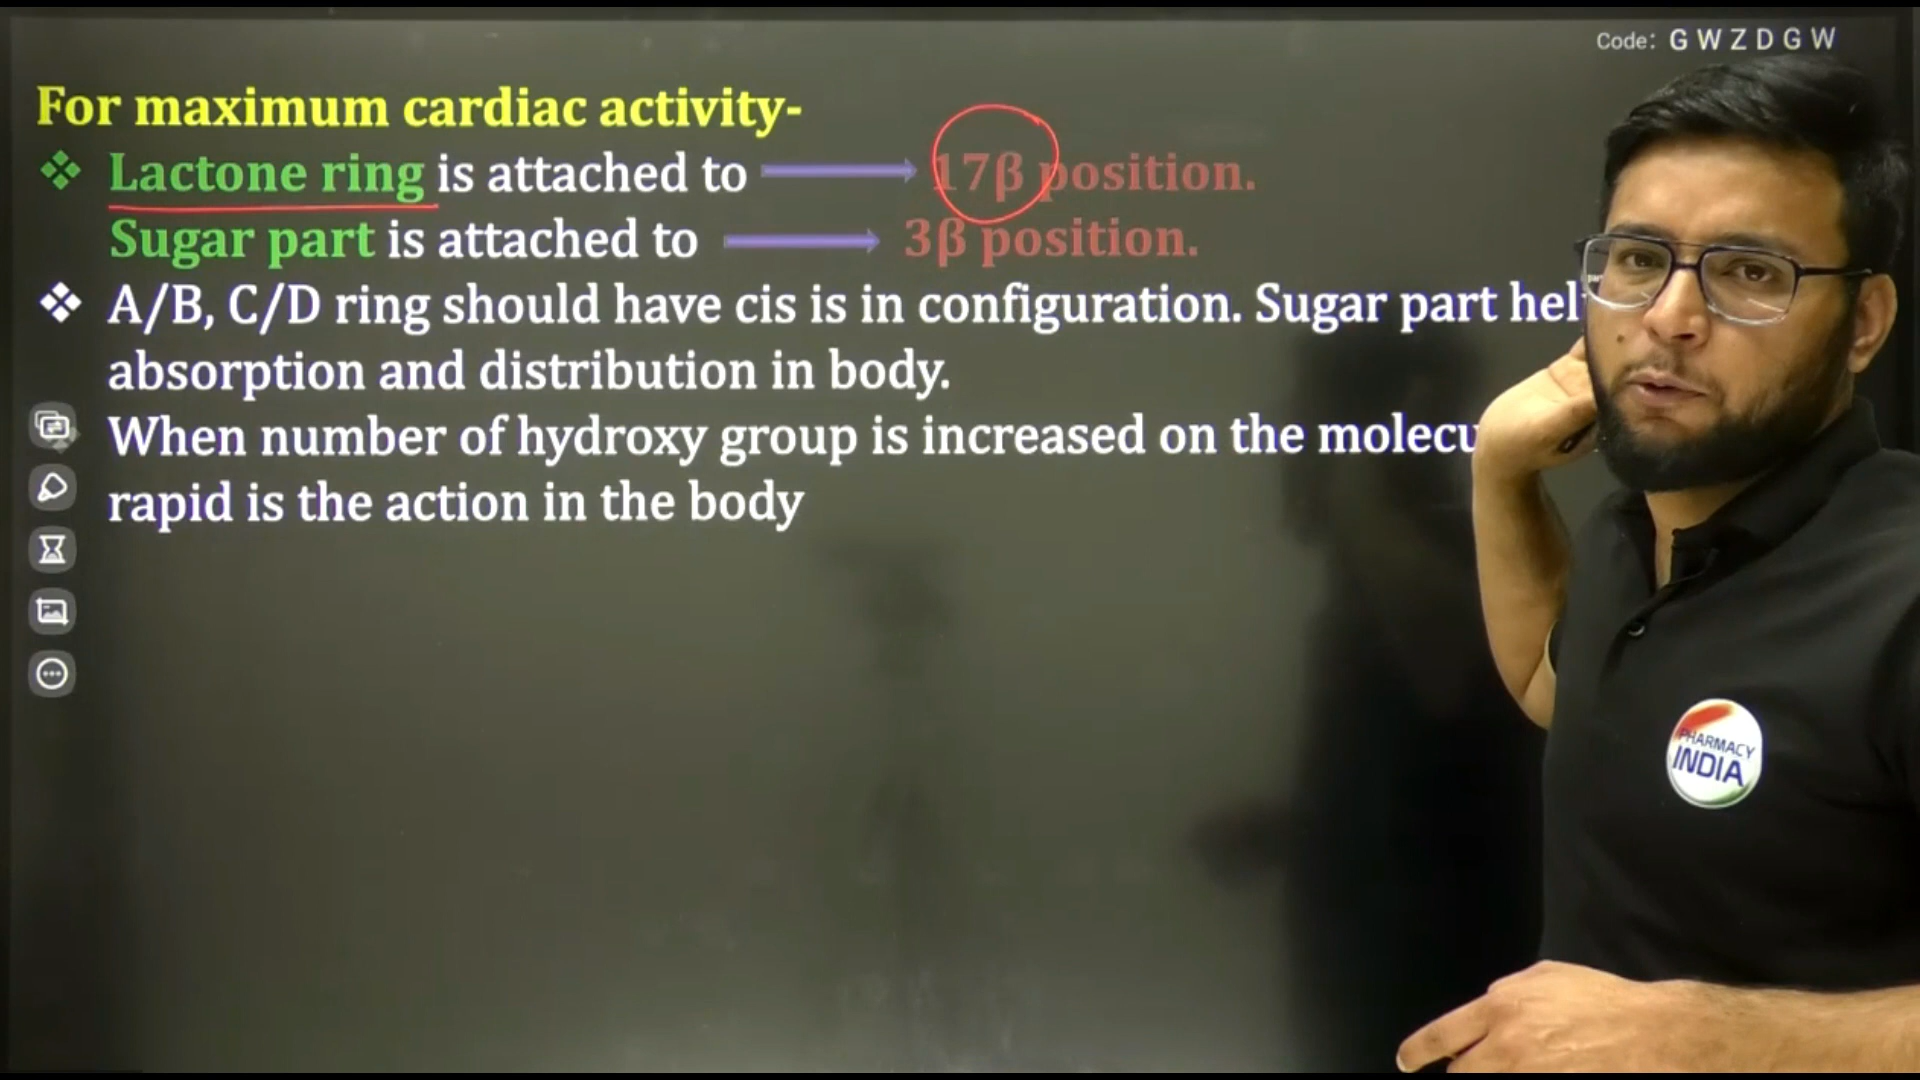 Code: GWZDGW
For maximum cardiac activity-
Lactone ring is attached to 17β position.
Sugar part is attached to 3β position.
A/B, C/D ring should have cis is in configuration. Sugar part
absorption and distribution in body.
When number of hydroxy group is increased on the
rapid is the action in the body
PHARMACY
INDIA